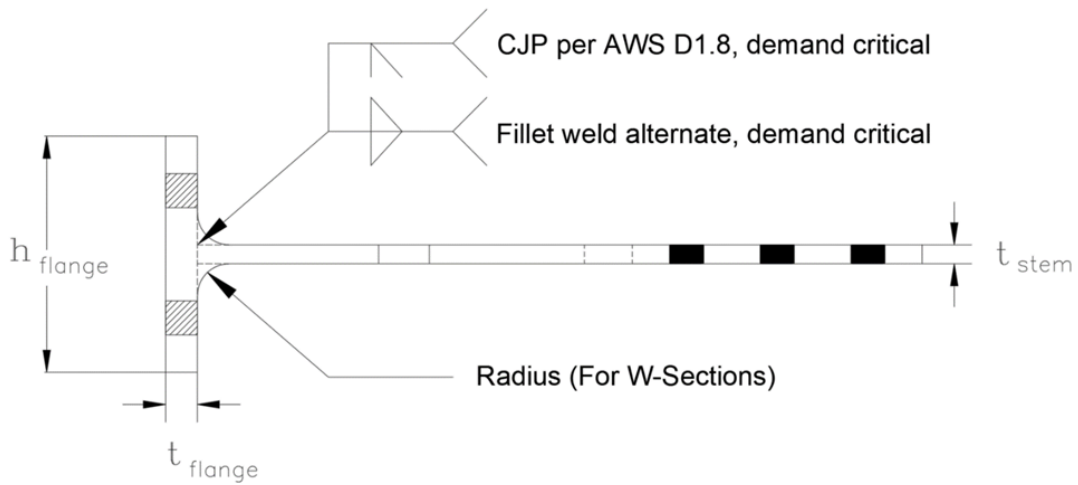 CJP per AWS D1.8, demand critical
Fillet weld alternate, demand critical
h flange
t stem
Radius (For W-Sections)
t flange